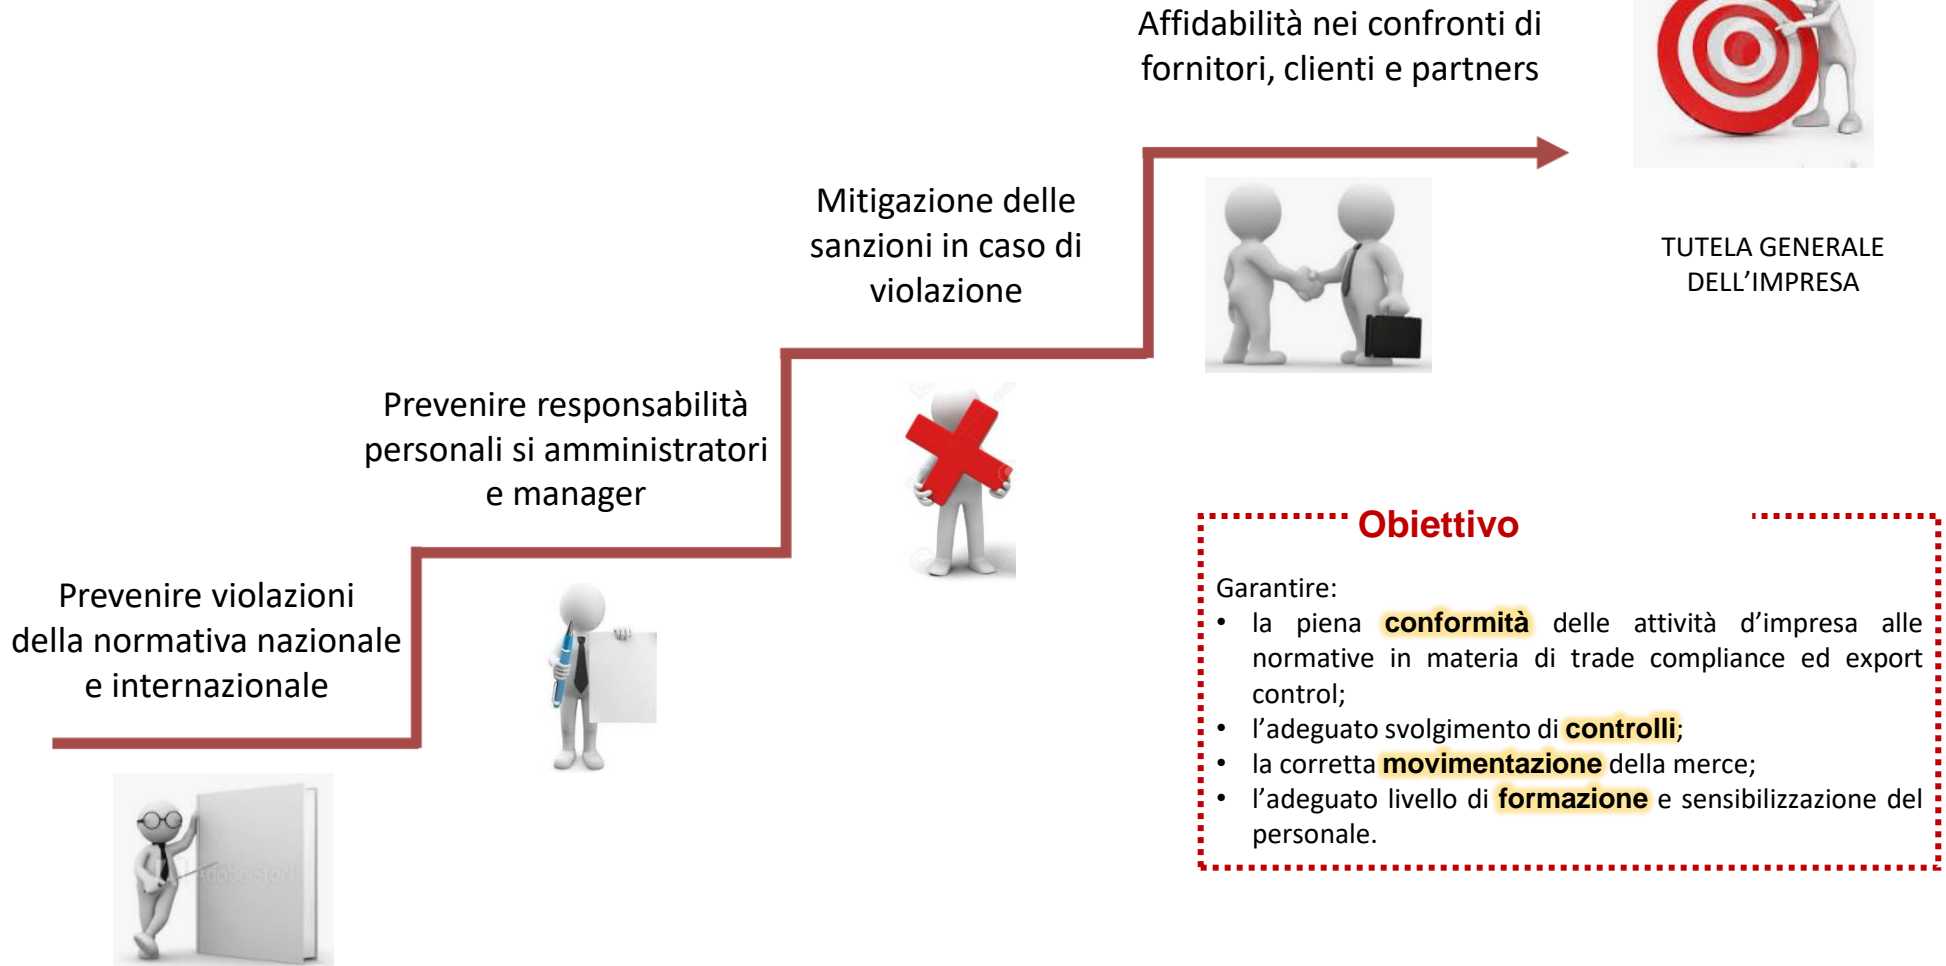 Affidabilità nei confronti di
fornitori, clienti e partners
Mitigazione delle
sanzioni in caso di
violazione
TUTELA GENERALE
DELL’IMPRESA
Prevenire responsabilità
personali si amministratori
e manager
Prevenire violazioni
della normativa nazionale
e internazionale
Obiettivo
Garantire:
• la piena conformità delle attività d’impresa alle
normative in materia di trade compliance ed export
control;
• l’adeguato svolgimento di controlli;
• la corretta movimentazione della merce;
• l’adeguato livello di formazione e sensibilizzazione del
personale.
Adobe Stock